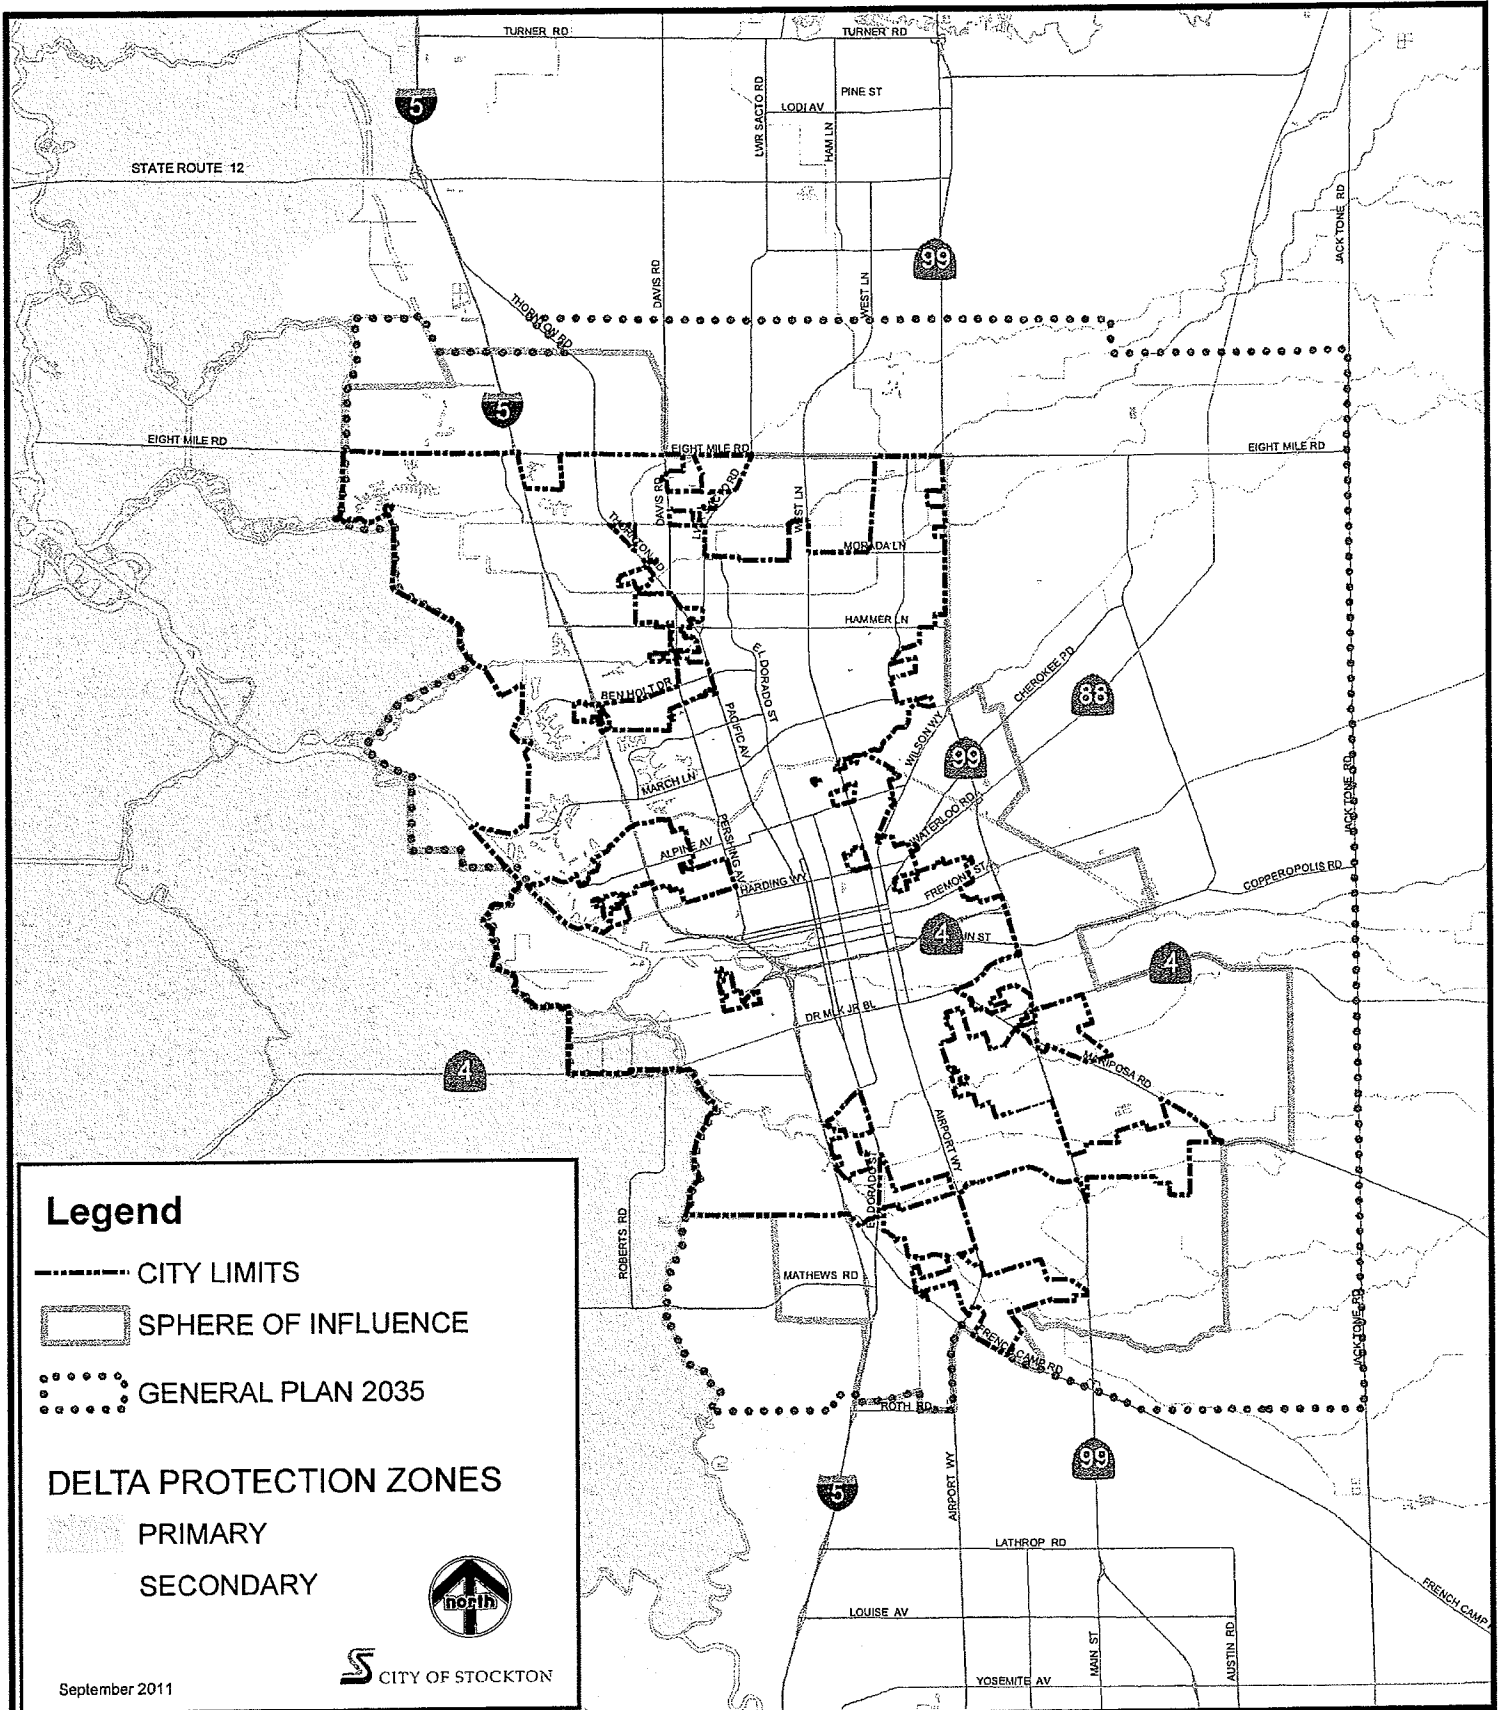 TURNER RD
TURNER RD
5
LWR SACTO RD
PINE ST
LODI AV
HAM LN
STATE ROUTE 12
JACK TONE RD
99
DAVIS RD
WEST LN
THORNTON RD
5
EIGHT MILE RD
EIGHT MILE RD
EIGHT MILE RD
DAVIS RD
WEST LN
THORNTON RD
MORADA LN
HAMMER LN
EL DORADO ST
CHEROKEE RD
BEN HOLT DR
88
PACIFIC AV
WILSON WY
99
MARCH LN
JACK TONE RD
WATERLOO RD
PERSHING AV
ALPINE AV
HARDING WY
FREMONT ST
COPPEROPOLIS RD
4
IN ST
4
DR MLK JR BL
4
MARIPOSA RD
AIRPORT WY
EL DORADO ST
ROBERTS RD
MATHEWS RD
JACK TONE RD
FRENCH CAMP RD
ROTH RD
99
5
AIRPORT WY
LATHROP RD
FRENCH CAMP
LOUISE AV
MAIN ST
AUSTIN RD
YOSEMITE AV
Legend
CITY LIMITS
SPHERE OF INFLUENCE
GENERAL PLAN 2035
DELTA PROTECTION ZONES
PRIMARY
SECONDARY
north
CITY OF STOCKTON
September 2011